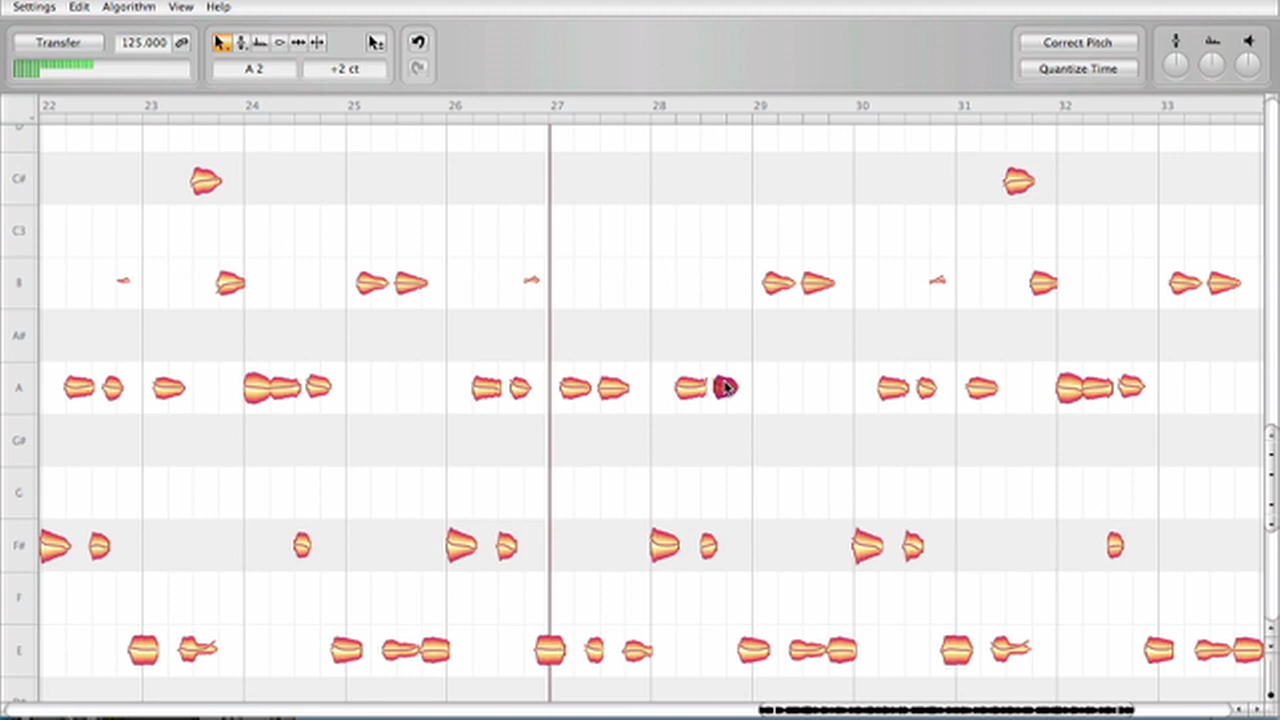 Settings Edit Algorithm View Help
Transfer 125.000 Correct Pitch
A 2 +2 ct Quantize Time
22 23 24 25 26 27 28 29 30 31 32 33
C#
C3
B
A#
A
G#
G
F#
F
E